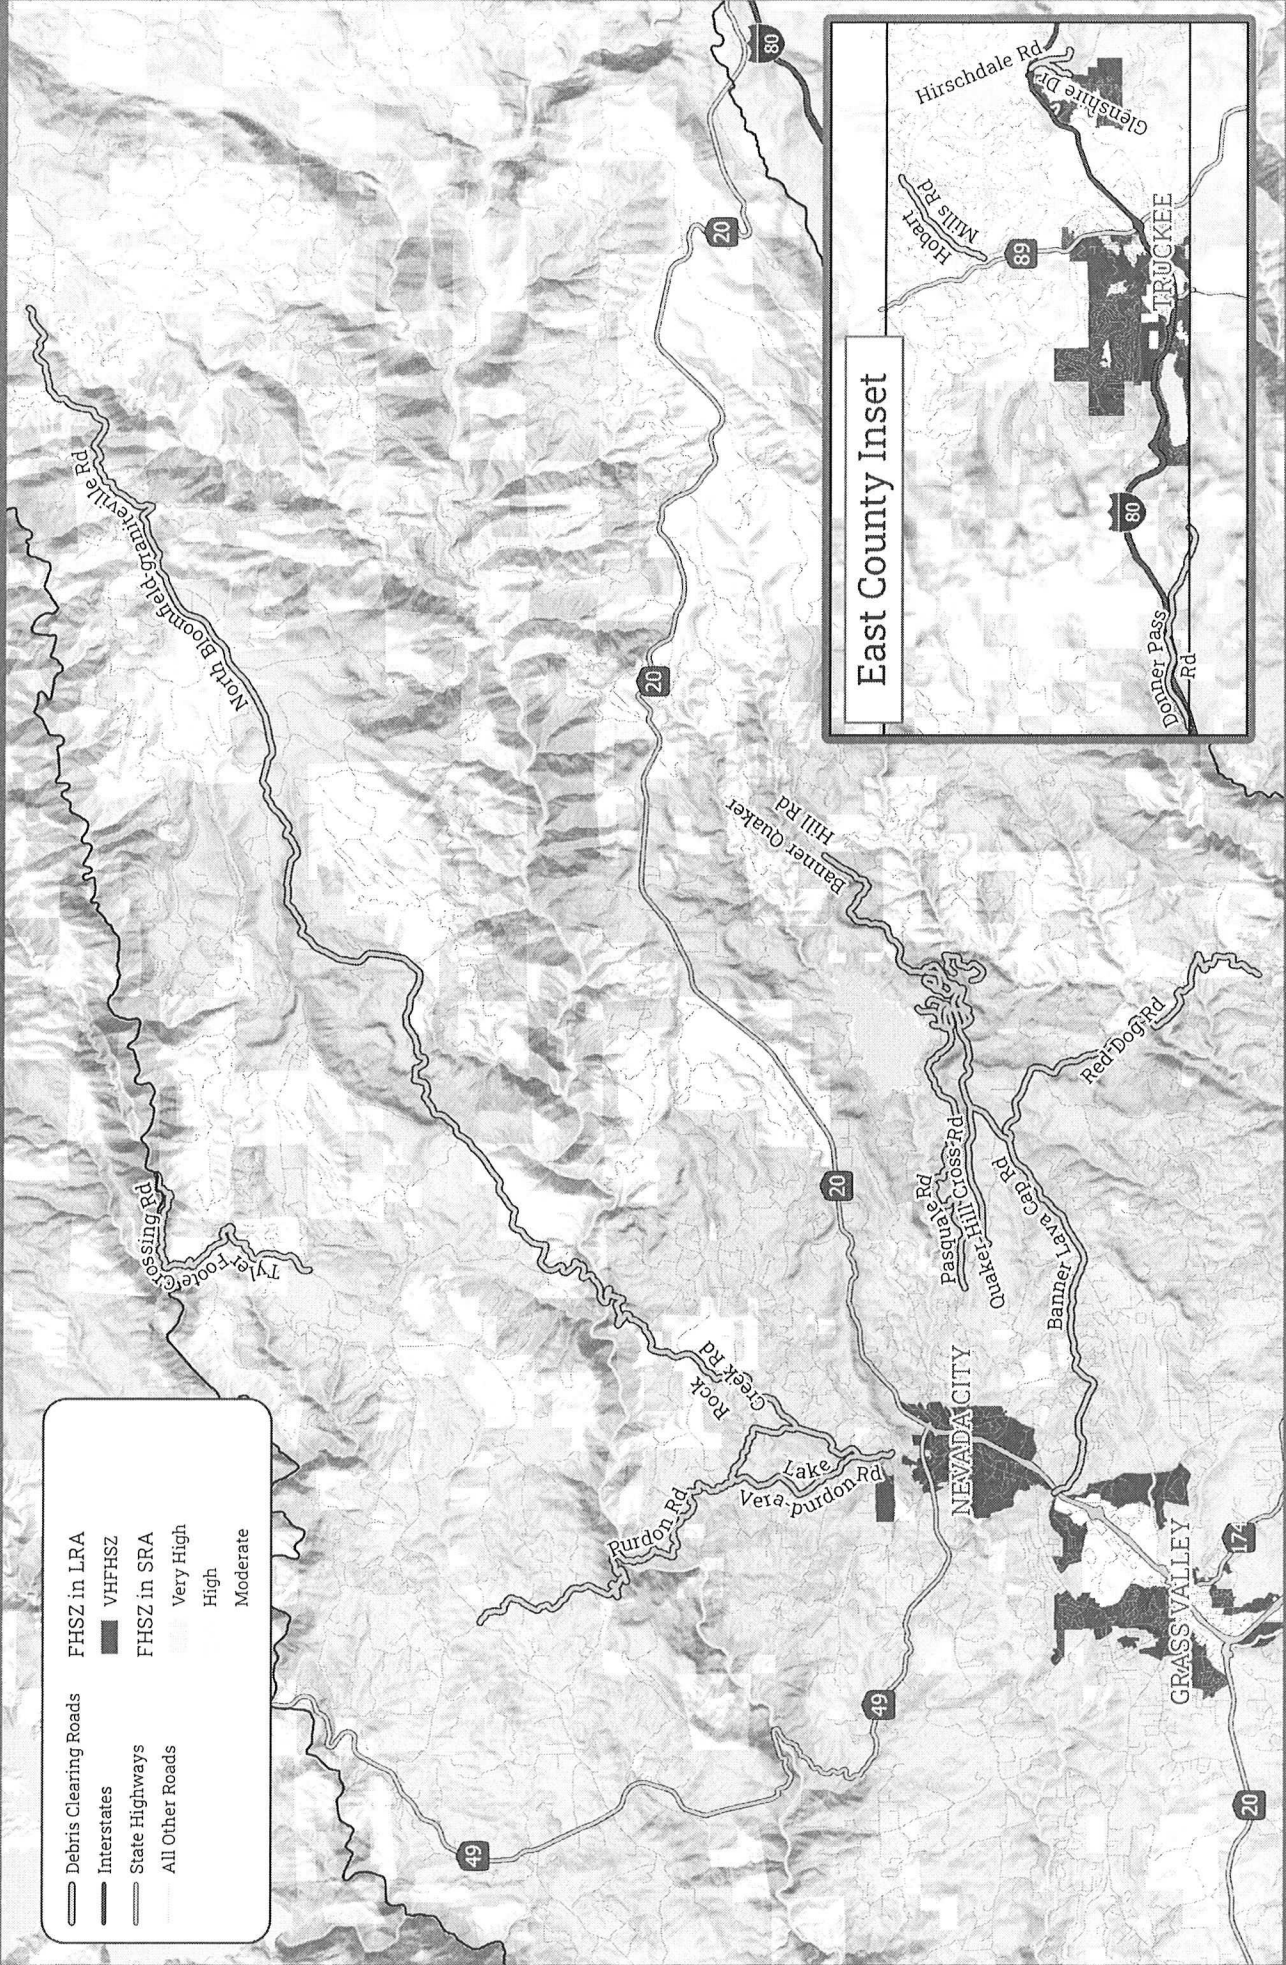 Debris Clearing Roads
Interstates
State Highways
All Other Roads
FHSZ in LRA
VHFHSZ
FHSZ in SRA
Very High
High
Moderate
North Bloomfield-graniteville Rd
Tyler Foote Crossing Rd
Rock
Creek Rd
Purdon Rd
Lake
Vera-purdon Rd
Banner Quaker
Hill Rd
Pasquale Rd
Quaker-Hill Cross-Rd
Banner Lava Cap Rd
Red-Dog-Rd
NEVADA CITY
GRASS VALLEY
49
49
20
20
20
20
174
80
East County Inset
Hirschdale Rd
Glenshire Dr
Hobart
Mills Rd
89
TRUCKEE
80
Donner Pass
Rd